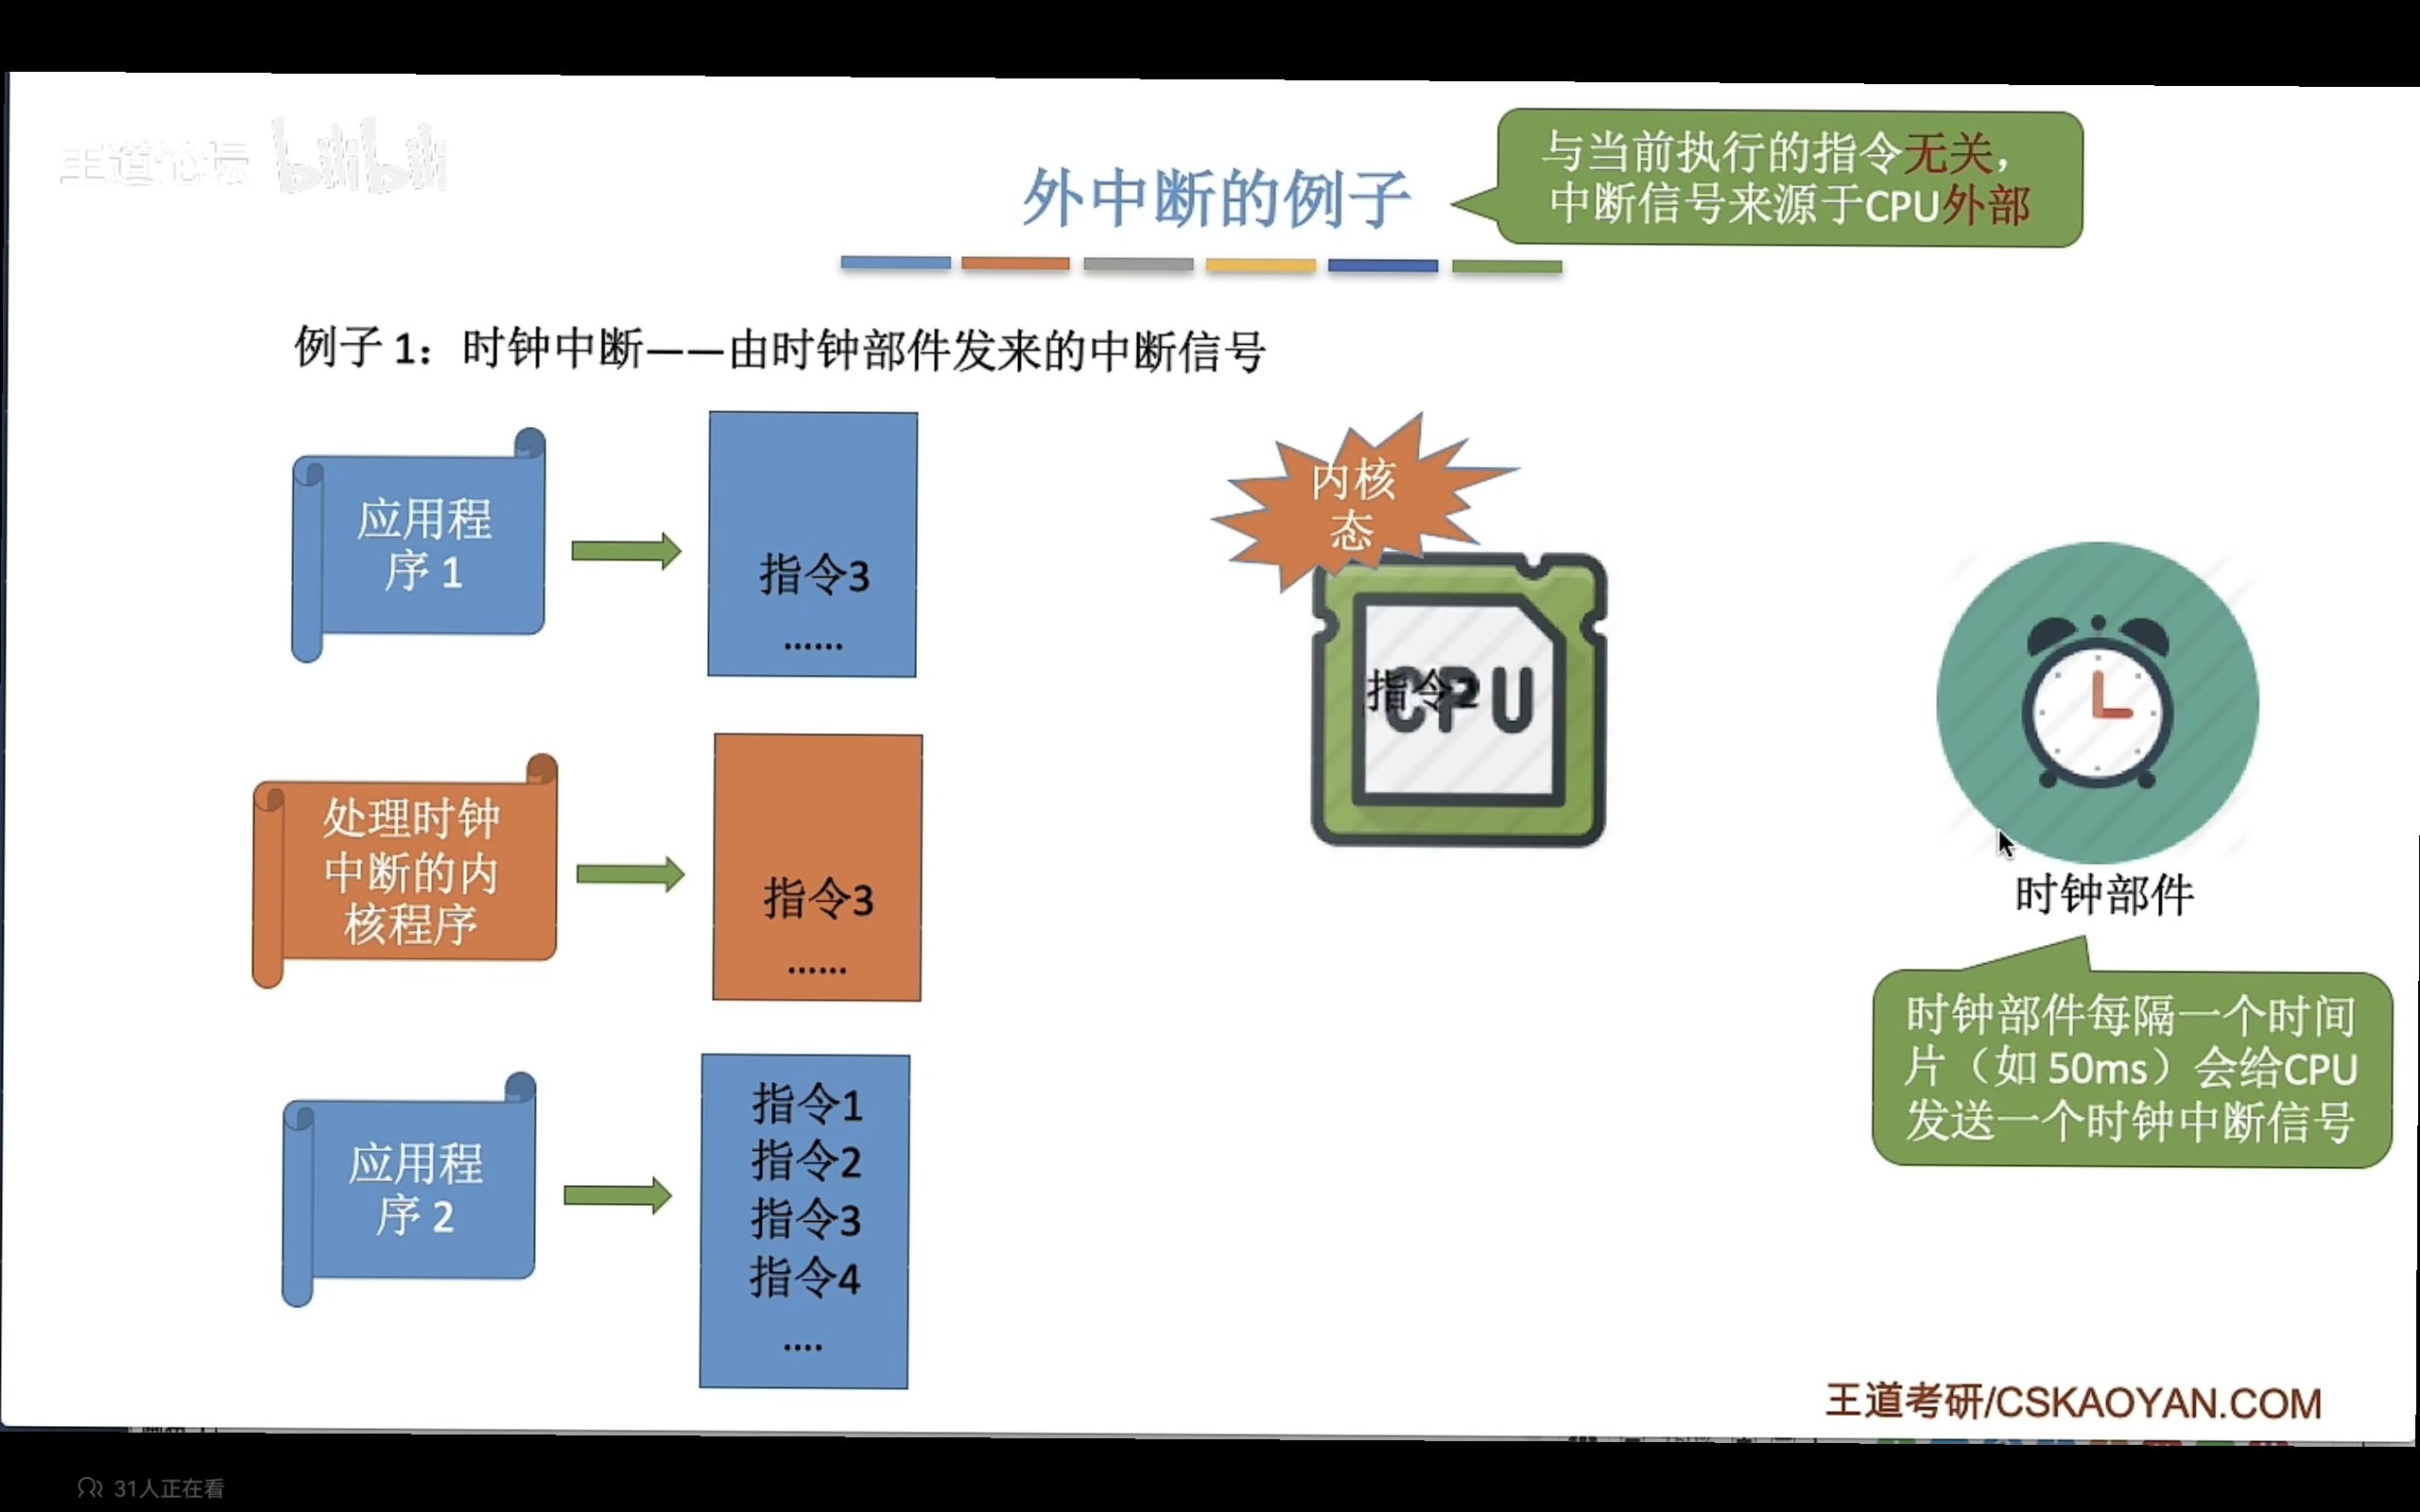 王道论坛 bilibili
外中断的例子
与当前执行的指令无关，
中断信号来源于CPU外部
例子 1：时钟中断——由时钟部件发来的中断信号
应用程
序 1
指令3
......
内核
态
指令2
CPU
处理时钟
中断的内
核程序
指令3
......
时钟部件
时钟部件每隔一个时间
片（如 50ms）会给CPU
发送一个时钟中断信号
应用程
序 2
指令1
指令2
指令3
指令4
....
王道考研/CSKAOYAN.COM
31人正在看